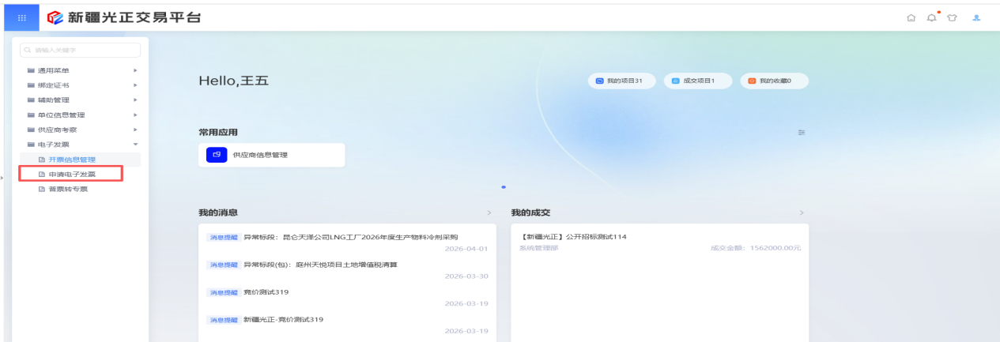 新疆光正交易平台
请输入关键字
通用菜单
绑定证书
辅助管理
单位信息管理
供应商考察
电子发票
开票信息管理
申请电子发票
普票转专票
Hello,王五
我的项目31
成交项目1
我的收藏0
常用应用
供应商信息管理
我的消息
消息提醒 异常标段：昆仑天泽公司LNG工厂2026年度生产物料冷剂采购
2026-04-01
消息提醒 异常标段(包)：庭州天悦项目土地增值税清算
2026-03-30
消息提醒 竞价测试319
2026-03-19
消息提醒 新疆光正-竞价测试319
2026-03-19
我的成交
【新疆光正】公开招标测试114
系统管理部 成交金额：1562000.00元